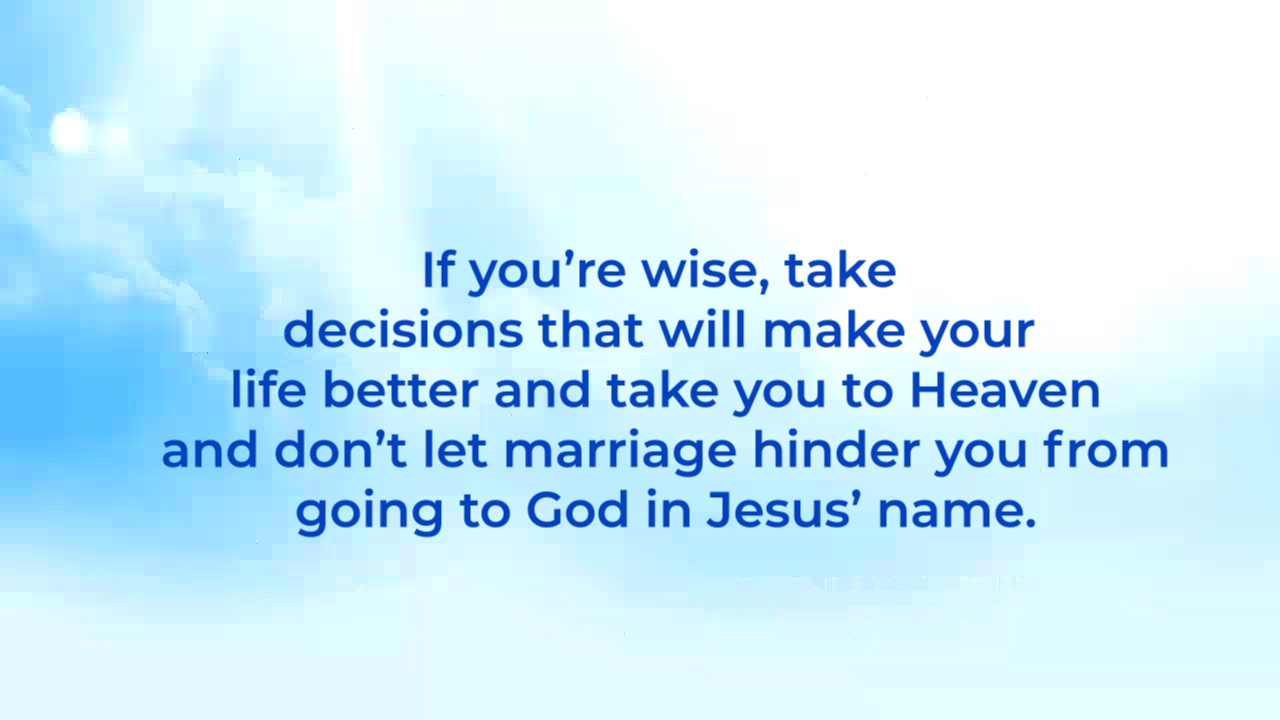 If you’re wise, take
decisions that will make your
life better and take you to Heaven
and don’t let marriage hinder you from
going to God in Jesus’ name.